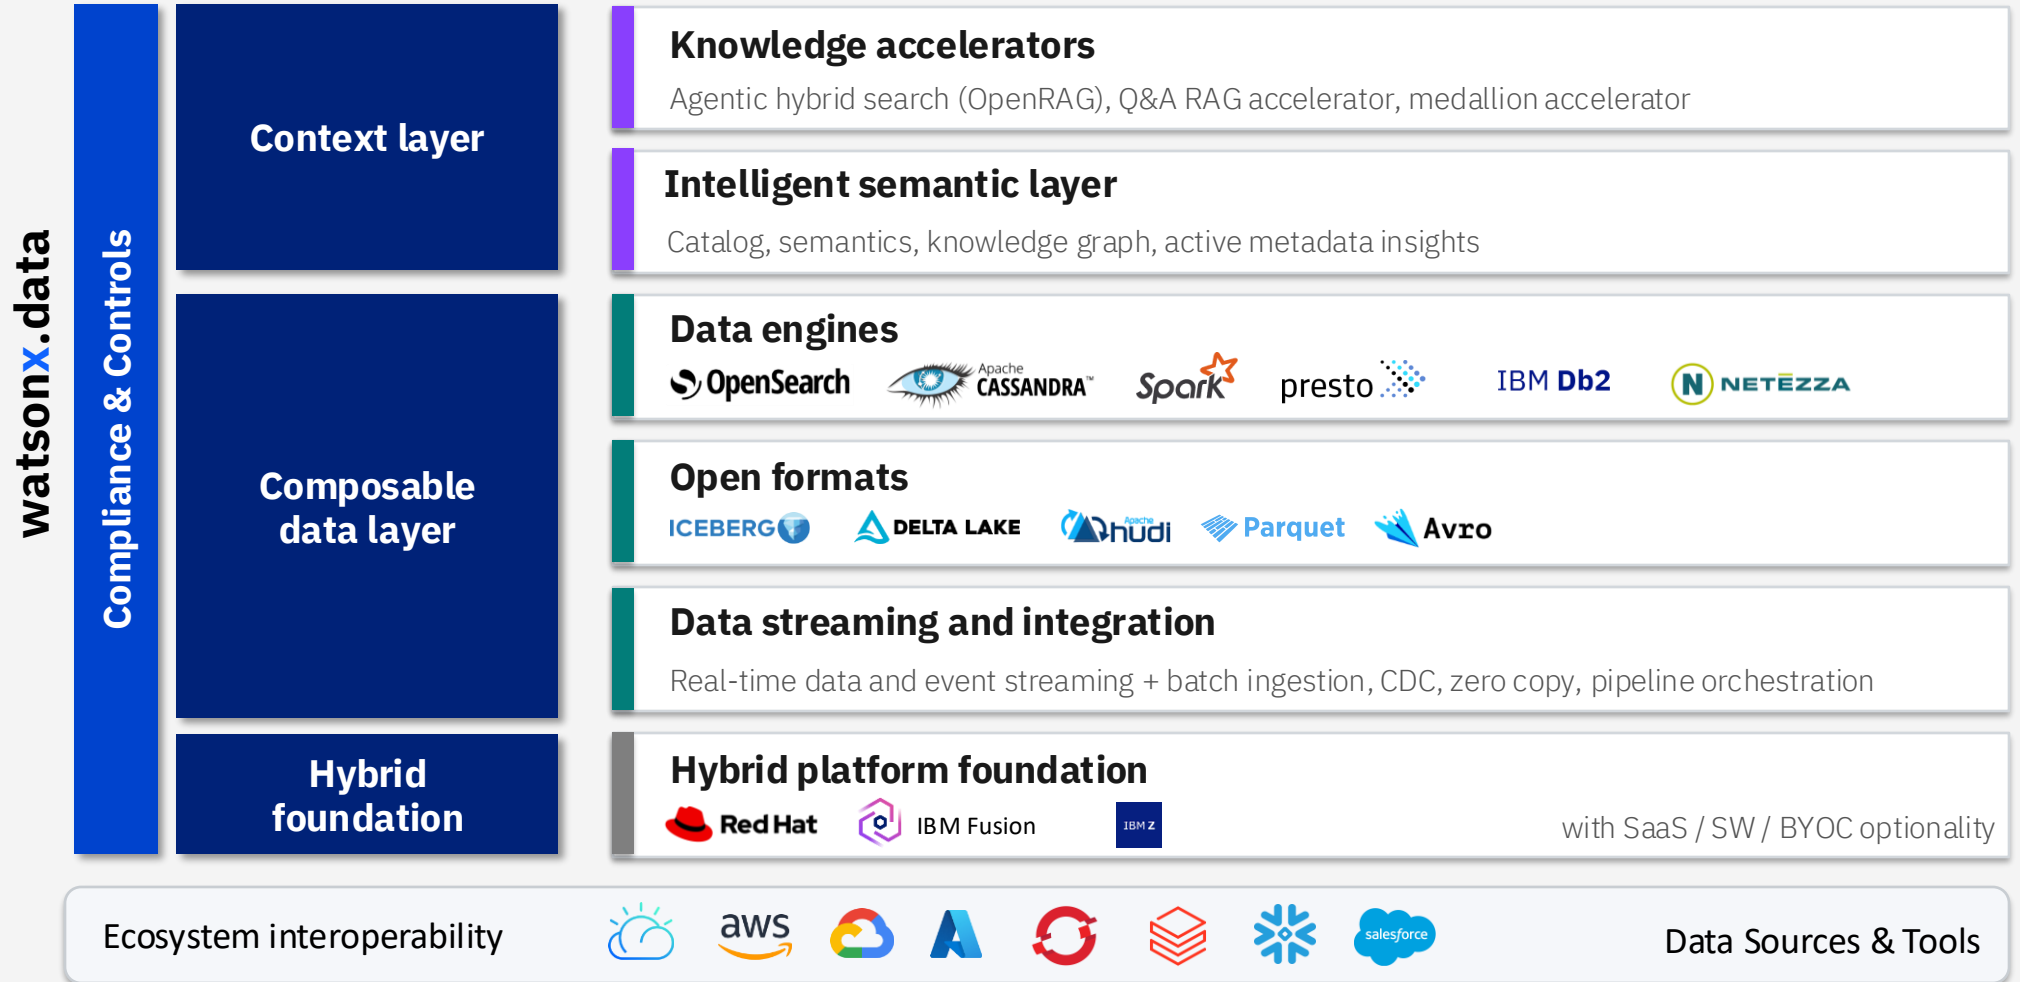 watsonx.data
Compliance & Controls
Context layer
Knowledge accelerators
Agentic hybrid search (OpenRAG), Q&A RAG accelerator, medallion accelerator
Intelligent semantic layer
Catalog, semantics, knowledge graph, active metadata insights
Composable
data layer
Data engines
OpenSearch
Apache
CASSANDRA™
Spark
presto
IBM Db2
N NETEZZA
Open formats
ICEBERG
DELTA LAKE
Apache
hudi
Parquet
Avro
Data streaming and integration
Real-time data and event streaming + batch ingestion, CDC, zero copy, pipeline orchestration
Hybrid
foundation
Hybrid platform foundation
Red Hat
IBM Fusion
IBM Z
with SaaS / SW / BYOC optionality
Ecosystem interoperability
aws
salesforce
Data Sources & Tools